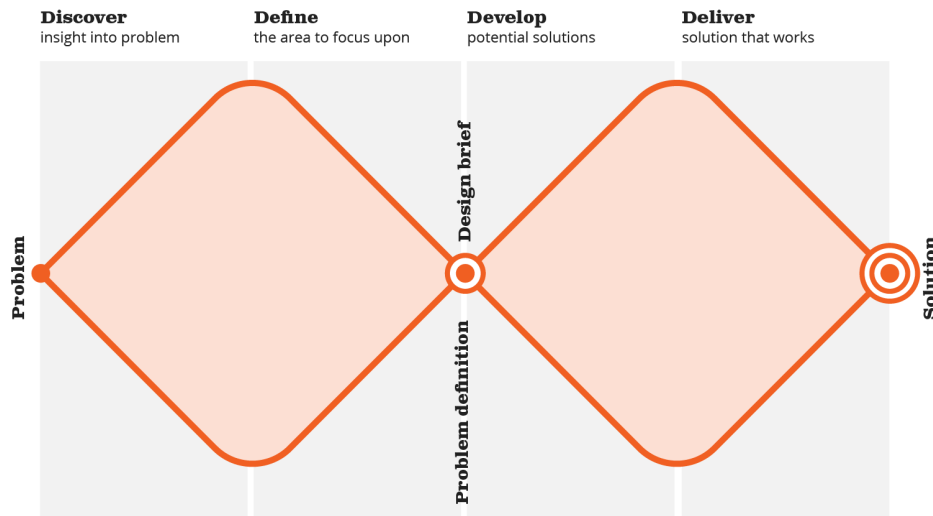 Discover
insight into problem
Define
the area to focus upon
Develop
potential solutions
Deliver
solution that works
Problem
Design brief
Problem definition
Solution